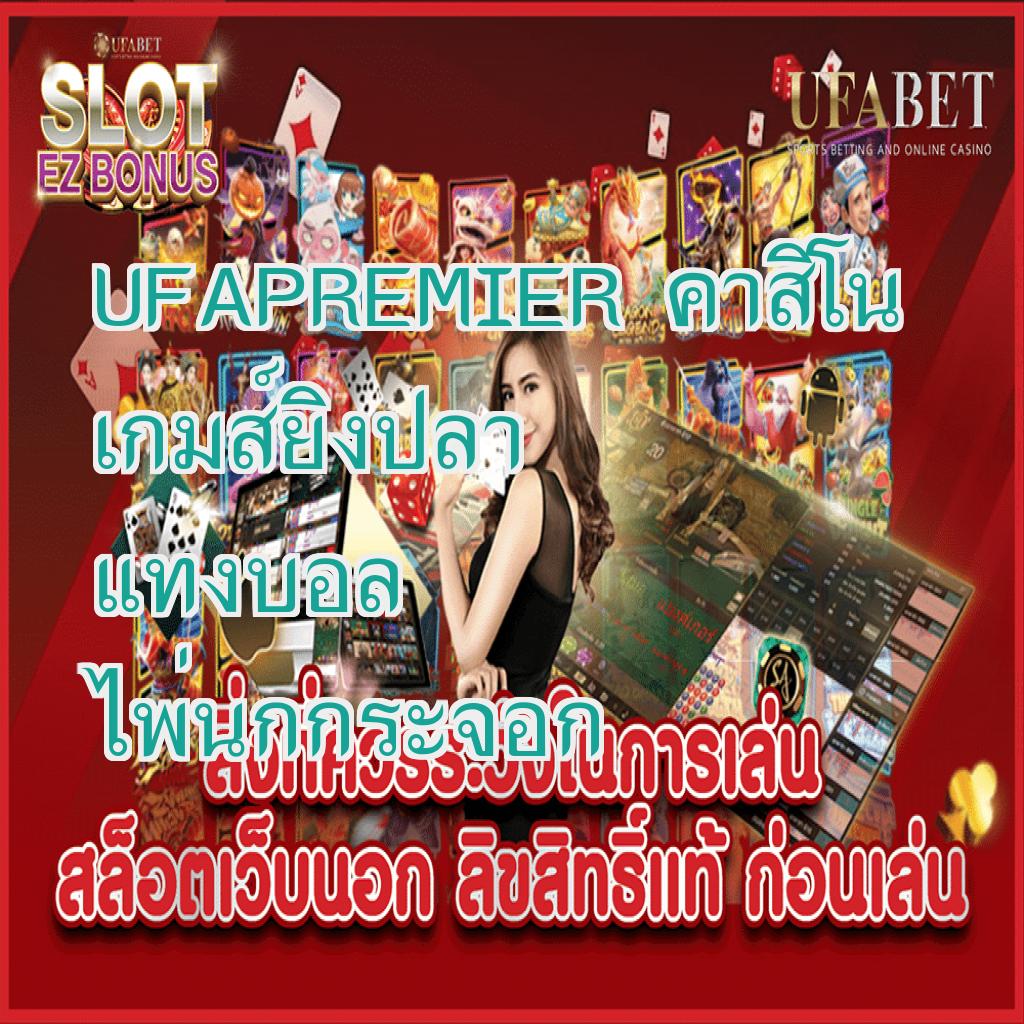 UFABET
SLOT
EZ BONUS
UFABET
SPORTS BETTING AND ONLINE CASINO
UFAPREMIER คาสิโน
เกมส์ยิงปลา
แทงบอล
ไพ่นกกระจอก
สิ่งที่ควรระวังในการเล่น
สล็อตเว็บนอก ลิขสิทธิ์แท้ ก่อนเล่น